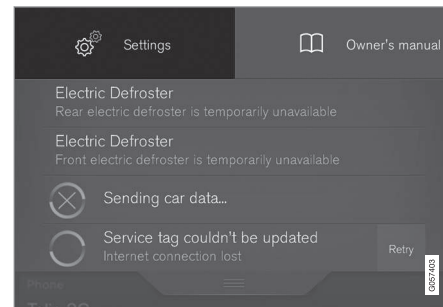 Settings
Owner's manual
Electric Defroster
Rear electric defroster is temporarily unavailable
Electric Defroster
Front electric defroster is temporarily unavailable
Sending car data...
Service tag couldn't be updated
Internet connection lost
Retry
Phone
G057403